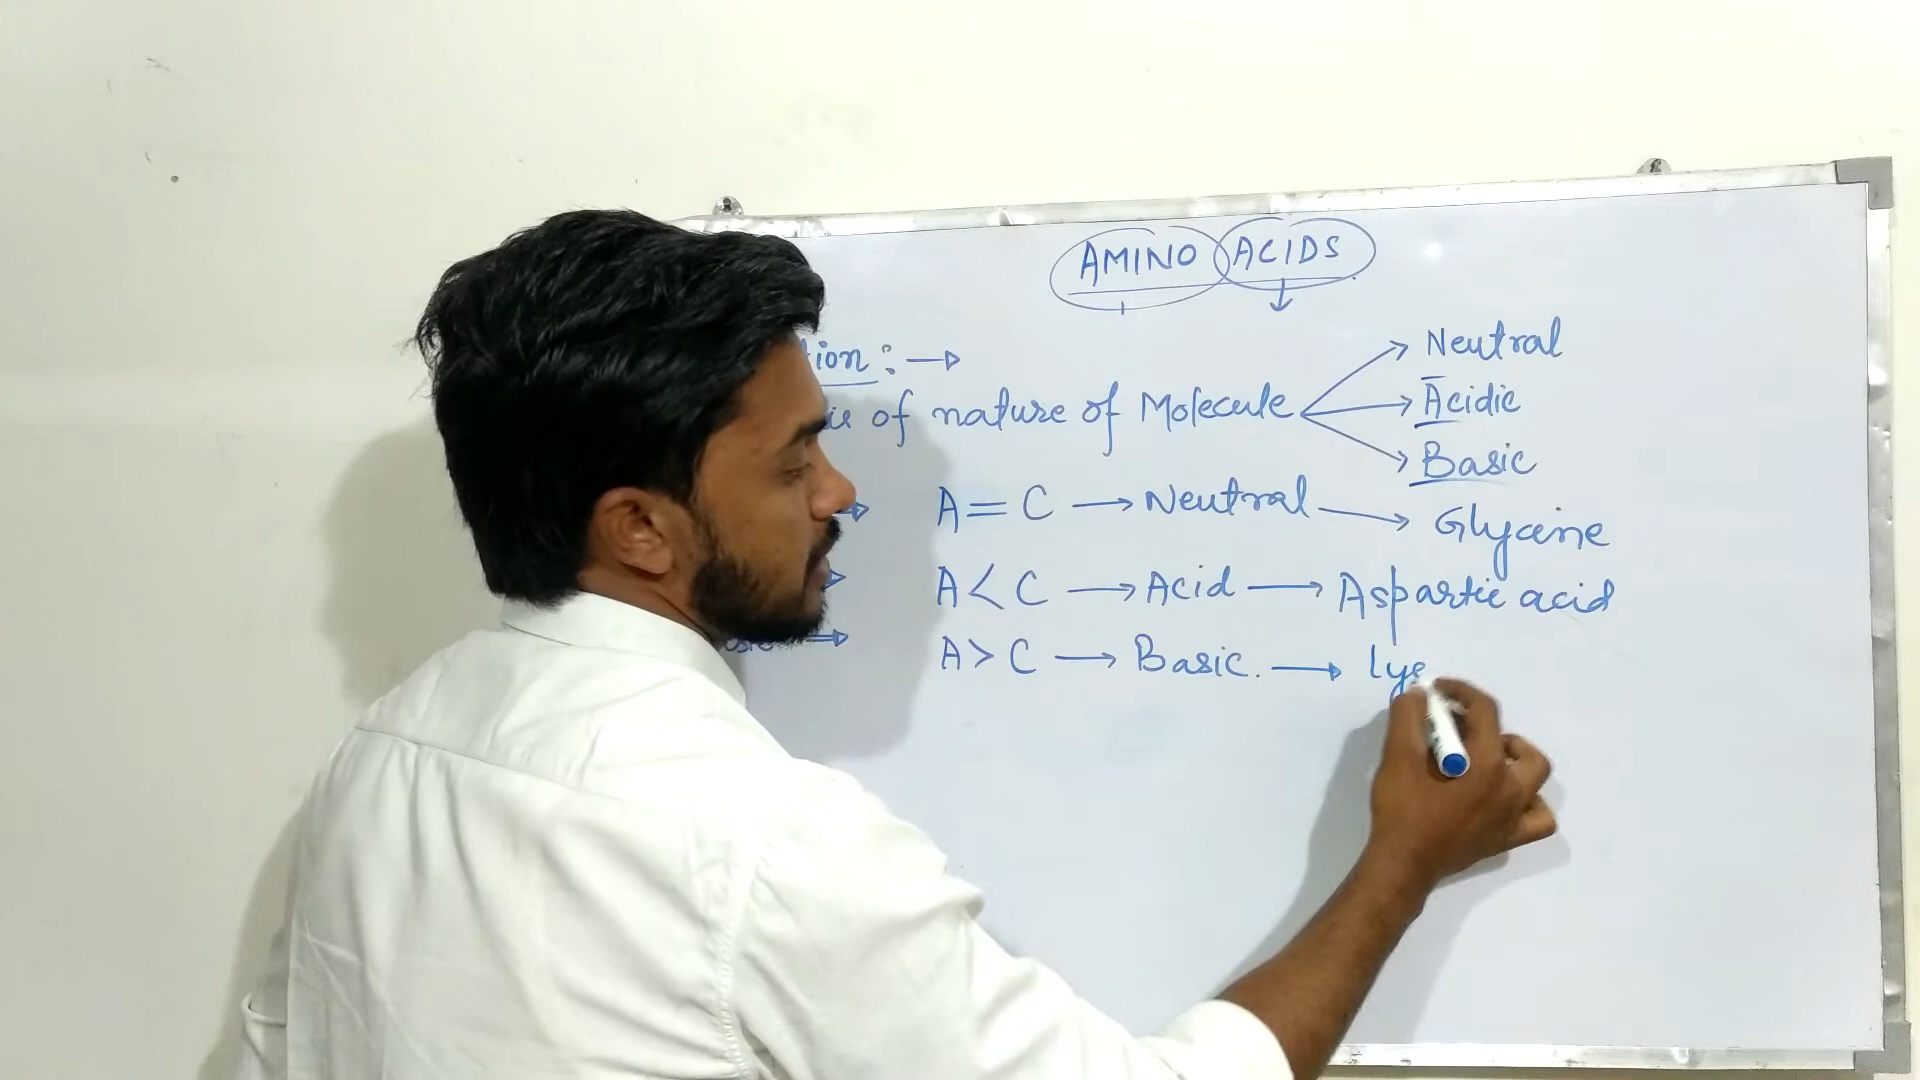 AMINO ACIDS
tion : →
of nature of Molecule → Neutral
→ Acidic
→ Basic
⇒ A = C → Neutral → Glycine
A < C → Acid → Aspartic acid
⇒ A > C → Basic. → Lys